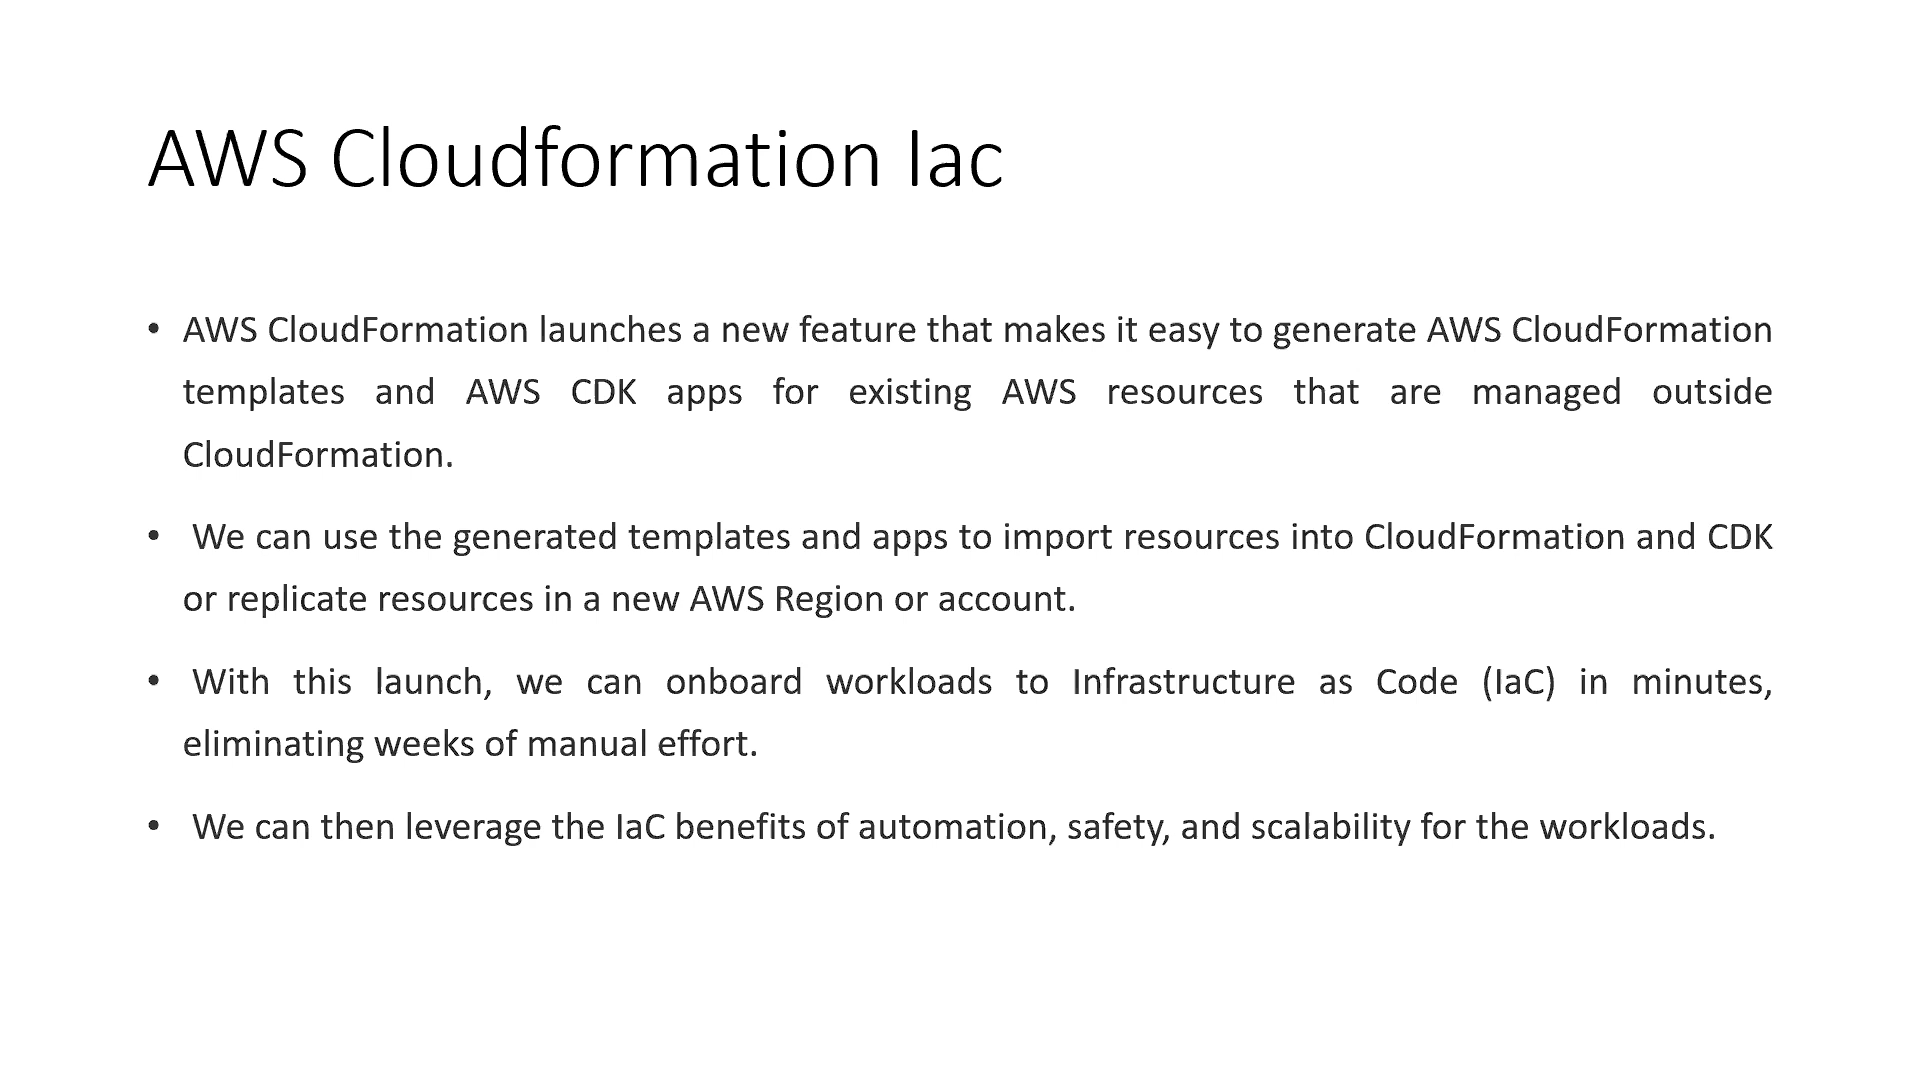 AWS Cloudformation Iac
• AWS CloudFormation launches a new feature that makes it easy to generate AWS CloudFormation
templates and AWS CDK apps for existing AWS resources that are managed outside
CloudFormation.
• We can use the generated templates and apps to import resources into CloudFormation and CDK
or replicate resources in a new AWS Region or account.
• With this launch, we can onboard workloads to Infrastructure as Code (IaC) in minutes,
eliminating weeks of manual effort.
• We can then leverage the IaC benefits of automation, safety, and scalability for the workloads.